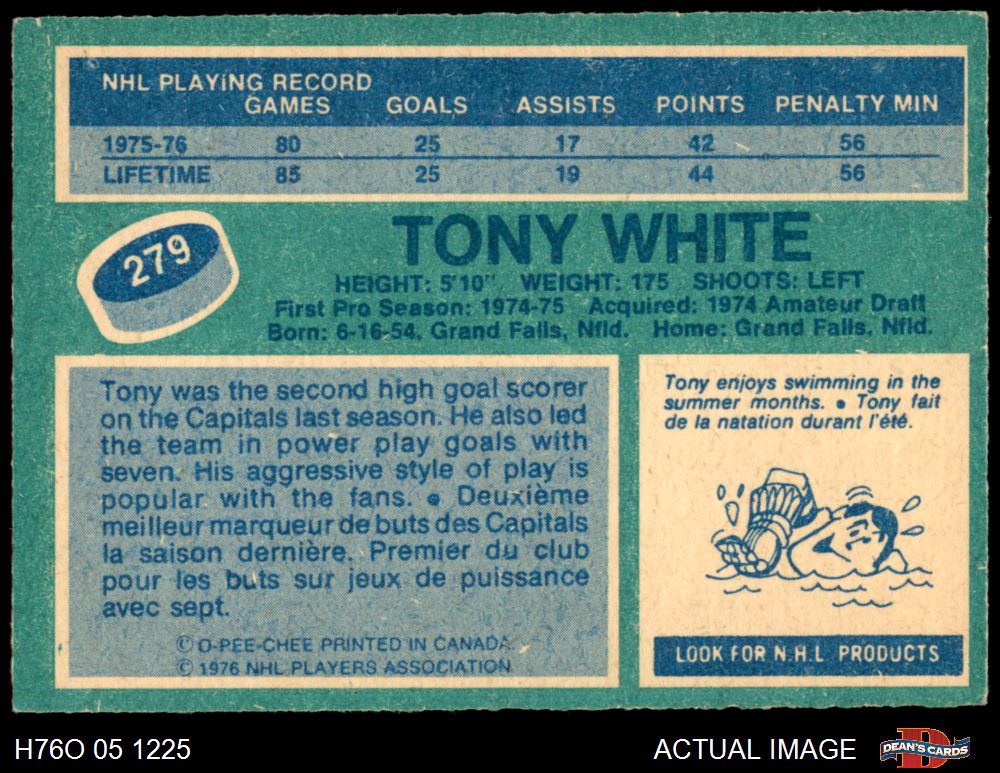 NHL PLAYING RECORD
GAMES GOALS ASSISTS POINTS PENALTY MIN
1975-76 80 25 17 42 56
LIFETIME 85 25 19 44 56
279
TONY WHITE
HEIGHT: 5'10" WEIGHT: 175 SHOOTS: LEFT
First Pro Season: 1974-75 Acquired: 1974 Amateur Draft
Born: 6-16-54, Grand Falls, Nfld. Home: Grand Falls, Nfld.
Tony was the second high goal scorer
on the Capitals last season. He also led
the team in power play goals with
seven. His aggressive style of play is
popular with the fans. • Deuxième
meilleur marqueur de buts des Capitals
la saison dernière. Premier du club
pour les buts sur jeux de puissance
avec sept.
© O-PEE-CHEE PRINTED IN CANADA
© 1976 NHL PLAYERS ASSOCIATION
Tony enjoys swimming in the
summer months. • Tony fait
de la natation durant l'été.
LOOK FOR N.H.L PRODUCTS
H76O 05 1225
ACTUAL IMAGE
DEAN'S CARDS